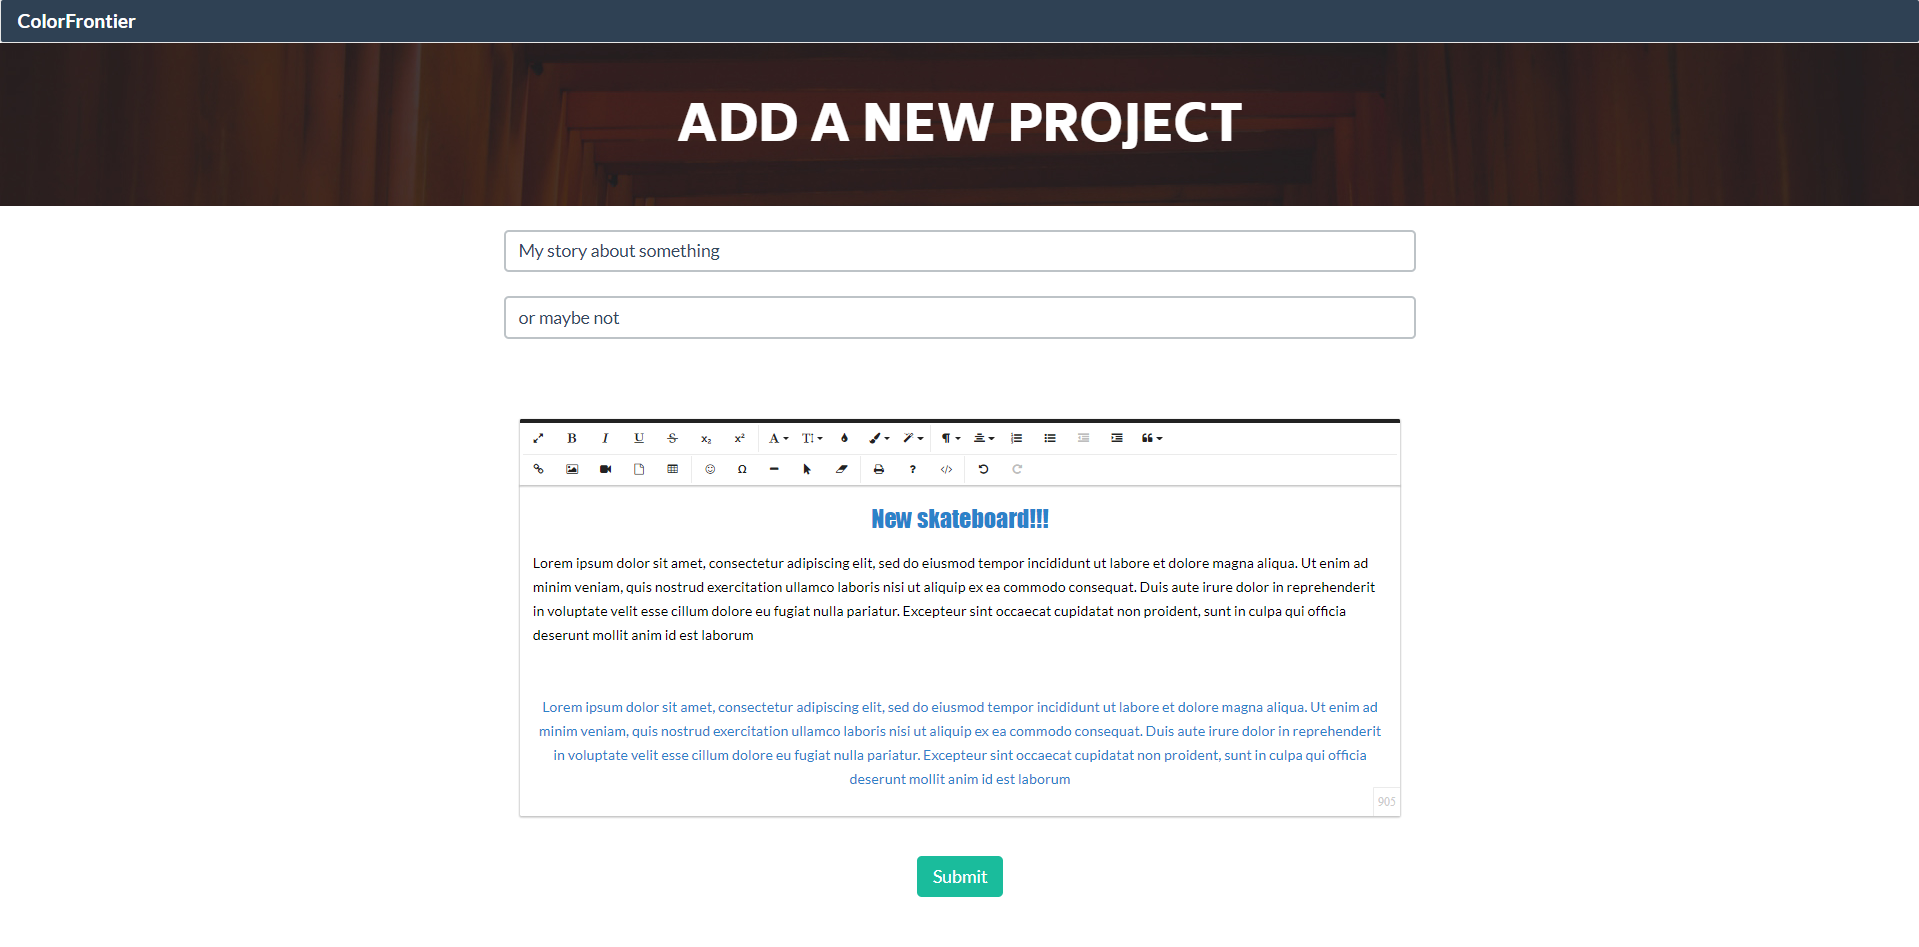 ColorFrontier
ADD A NEW PROJECT
My story about something
or maybe not
New skateboard!!!
Lorem ipsum dolor sit amet, consectetur adipiscing elit, sed do eiusmod tempor incididunt ut labore et dolore magna aliqua. Ut enim ad
minim veniam, quis nostrud exercitation ullamco laboris nisi ut aliquip ex ea commodo consequat. Duis aute irure dolor in reprehenderit
in voluptate velit esse cillum dolore eu fugiat nulla pariatur. Excepteur sint occaecat cupidatat non proident, sunt in culpa qui officia
deserunt mollit anim id est laborum
Lorem ipsum dolor sit amet, consectetur adipiscing elit, sed do eiusmod tempor incididunt ut labore et dolore magna aliqua. Ut enim ad
minim veniam, quis nostrud exercitation ullamco laboris nisi ut aliquip ex ea commodo consequat. Duis aute irure dolor in reprehenderit
in voluptate velit esse cillum dolore eu fugiat nulla pariatur. Excepteur sint occaecat cupidatat non proident, sunt in culpa qui officia
deserunt mollit anim id est laborum
905
Submit